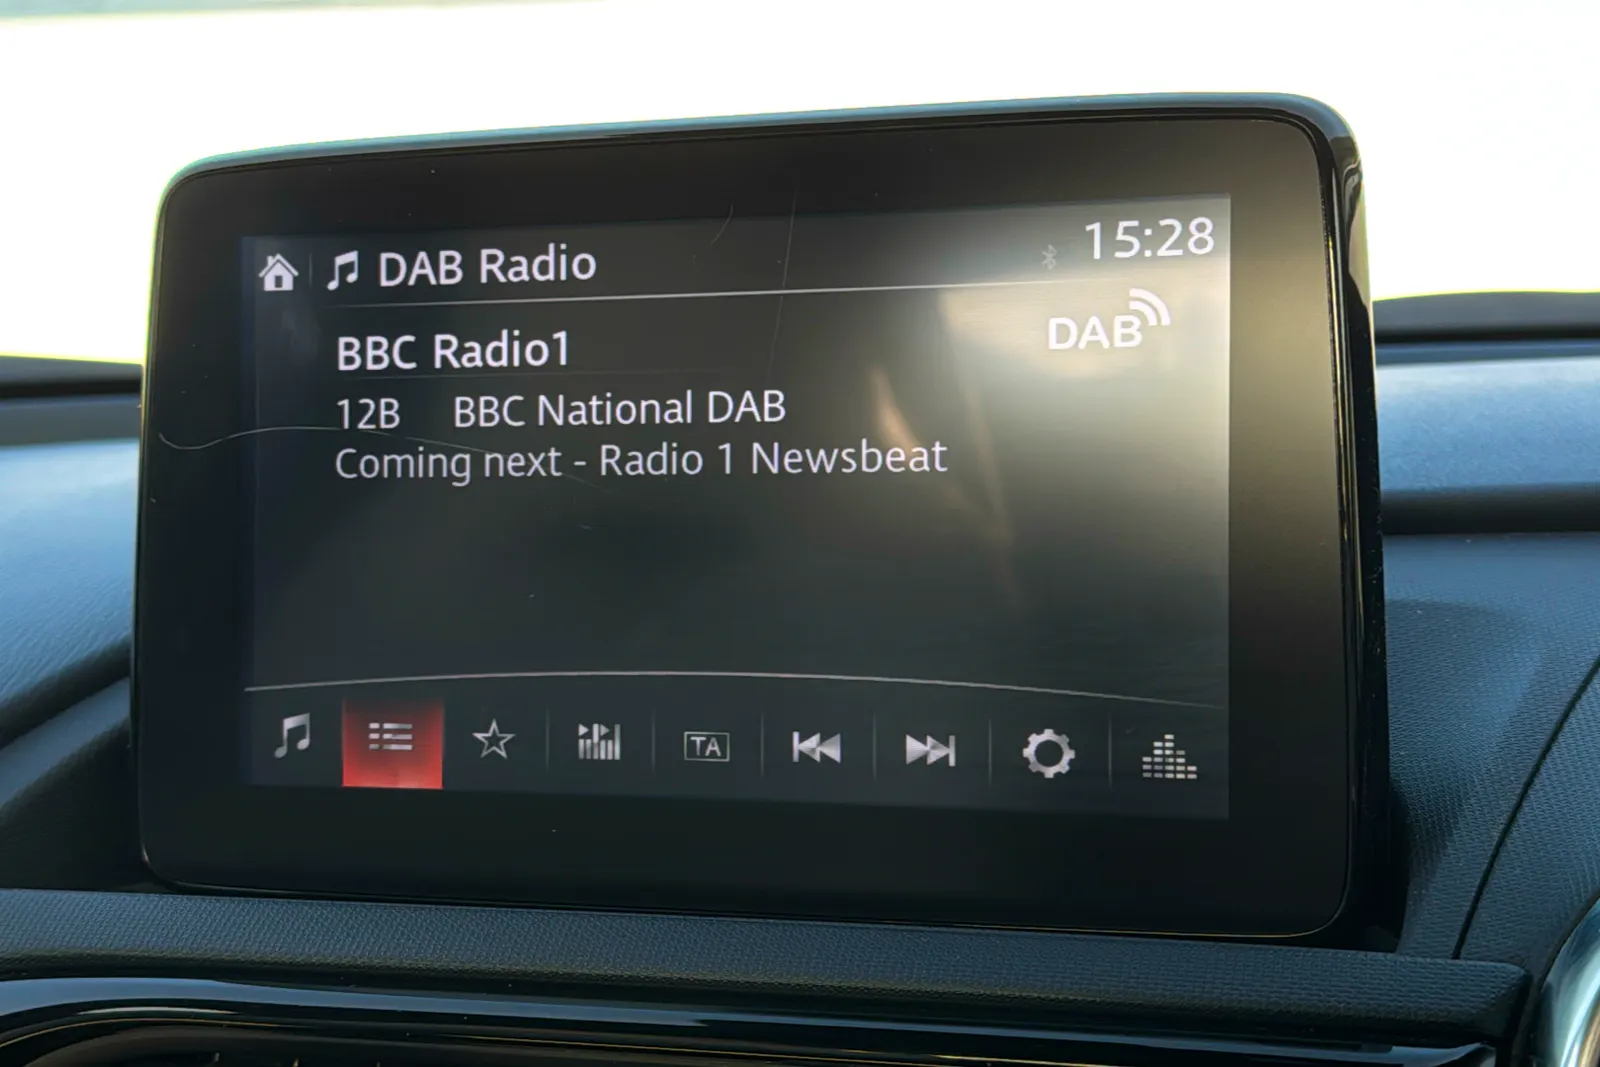 DAB Radio
15:28
BBC Radio1
DAB
12B BBC National DAB
Coming next - Radio 1 Newsbeat
TA